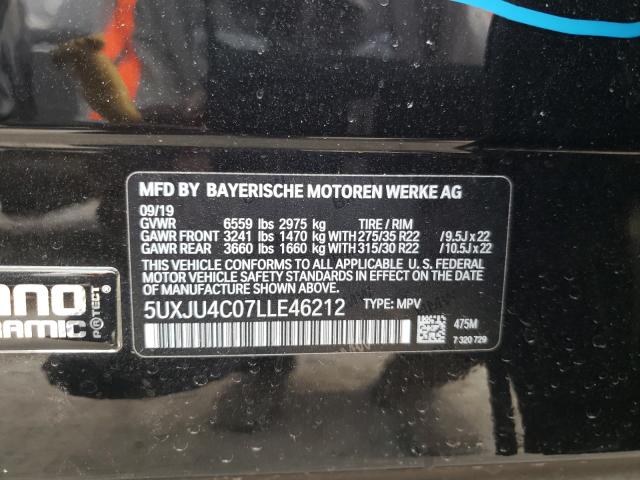 MFD BY BAYERISCHE MOTOREN WERKE AG
09/19
GVWR 6559 lbs 2975 kg TIRE / RIM
GAWR FRONT 3241 lbs 1470 kg WITH 275/35 R22 /9.5J x 22
GAWR REAR 3660 lbs 1660 kg WITH 315/30 R22 /10.5J x 22
THIS VEHICLE CONFORMS TO ALL APPLICABLE U. S. FEDERAL
MOTOR VEHICLE SAFETY STANDARDS IN EFFECT ON THE DATE
OF MANUFACTURE SHOWN ABOVE.
5UXJU4C07LLE46212 TYPE: MPV
475M
7 320 729
P®TECT